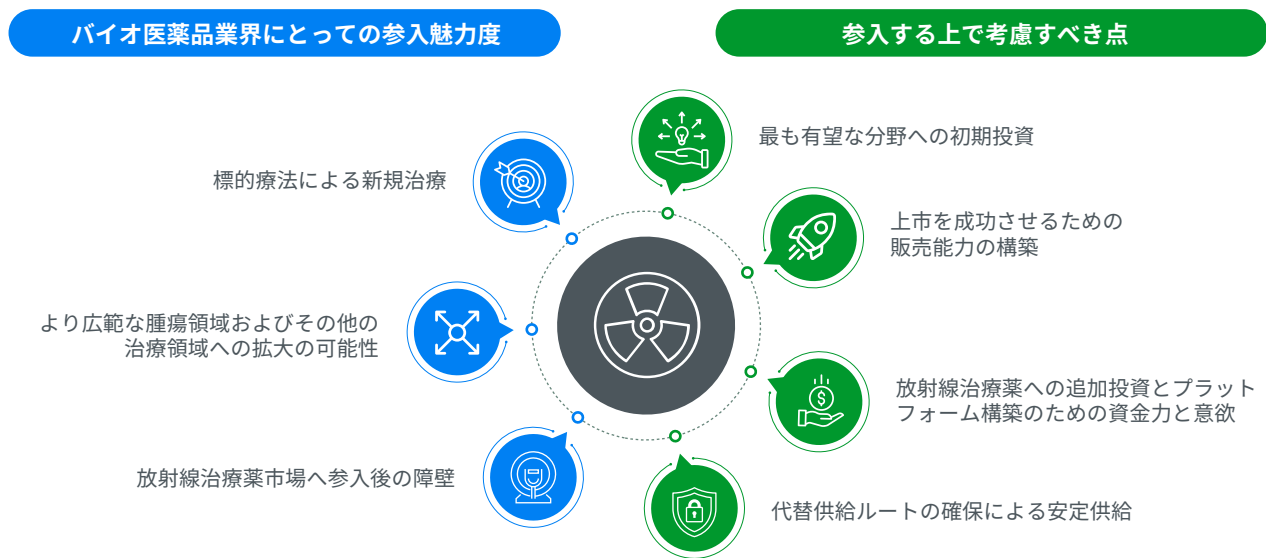 バイオ医薬品業界にとっての参入魅力度
標的療法による新規治療
より広範な腫瘍領域およびその他の
治療領域への拡大の可能性
放射線治療薬市場へ参入後の障壁
参入する上で考慮すべき点
最も有望な分野への初期投資
上市を成功させるための
販売能力の構築
放射線治療薬への追加投資とプラット
フォーム構築のための資金力と意欲
代替供給ルートの確保による安定供給
$